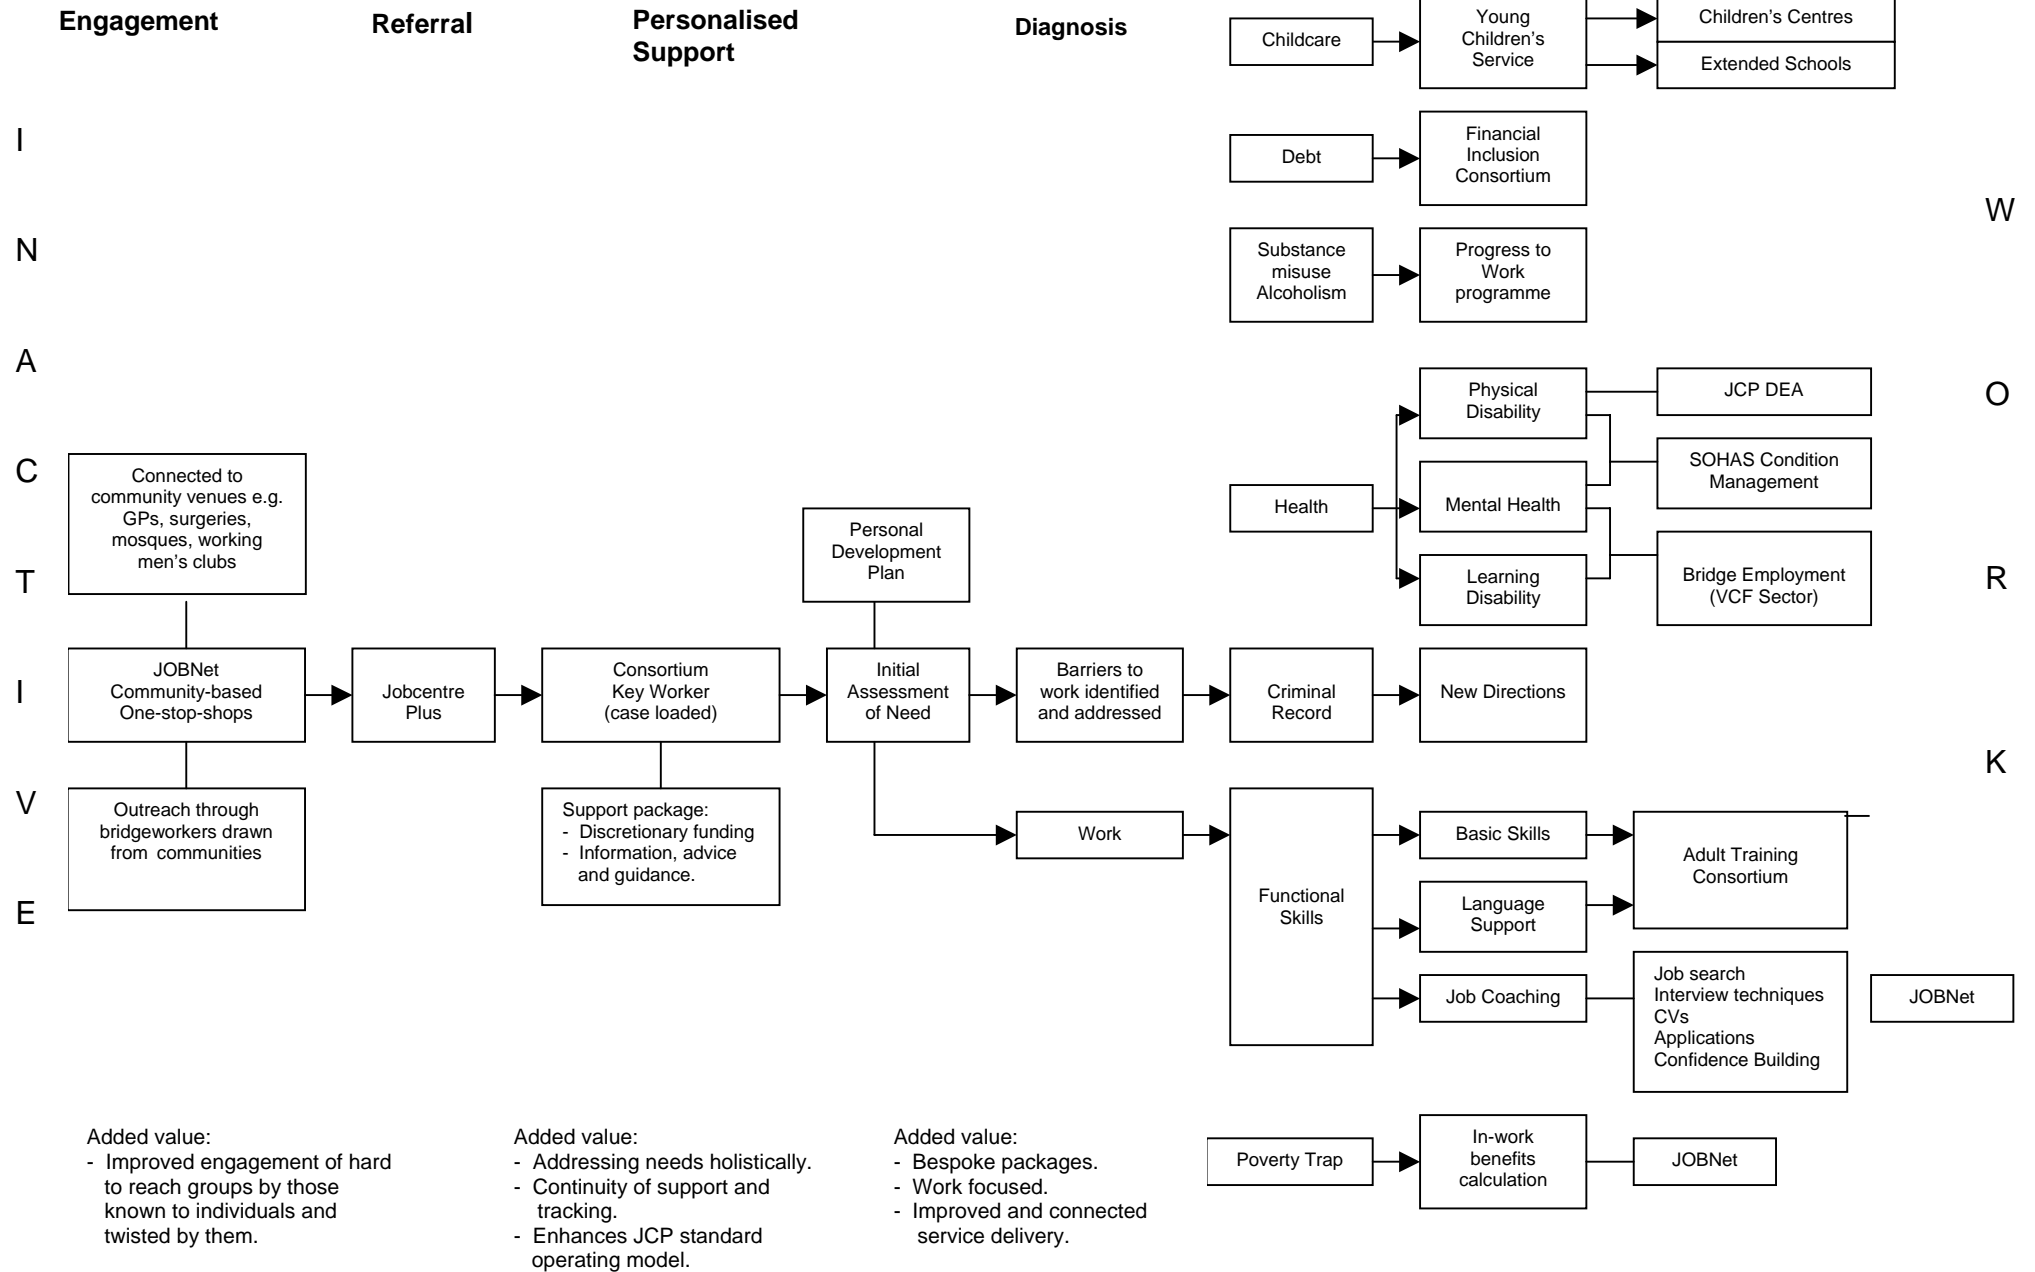 Engagement
Referral
Personalised
Support
Diagnosis
Childcare
Young
Children’s
Service
Children’s Centres
Extended Schools
Debt
Financial
Inclusion
Consortium
Substance
misuse
Alcoholism
Progress to
Work
programme
Health
Physical
Disability
Mental Health
Learning
Disability
JCP DEA
SOHAS Condition
Management
Bridge Employment
(VCF Sector)
I
N
A
C
T
I
V
E
Connected to
community venues e.g.
GPs, surgeries,
mosques, working
men’s clubs
JOBNet
Community-based
One-stop-shops
Outreach through
bridgeworkers drawn
from communities
Jobcentre
Plus
Consortium
Key Worker
(case loaded)
Support package:
- Discretionary funding
- Information, advice
and guidance.
Personal
Development
Plan
Initial
Assessment
of Need
Barriers to
work identified
and addressed
Criminal
Record
New Directions
Work
Functional
Skills
Basic Skills
Language
Support
Job Coaching
Adult Training
Consortium
Job search
Interview techniques
CVs
Applications
Confidence Building
JOBNet
Poverty Trap
In-work
benefits
calculation
JOBNet
W
O
R
K
Added value:
- Improved engagement of hard
to reach groups by those
known to individuals and
twisted by them.
Added value:
- Addressing needs holistically.
- Continuity of support and
tracking.
- Enhances JCP standard
operating model.
Added value:
- Bespoke packages.
- Work focused.
- Improved and connected
service delivery.